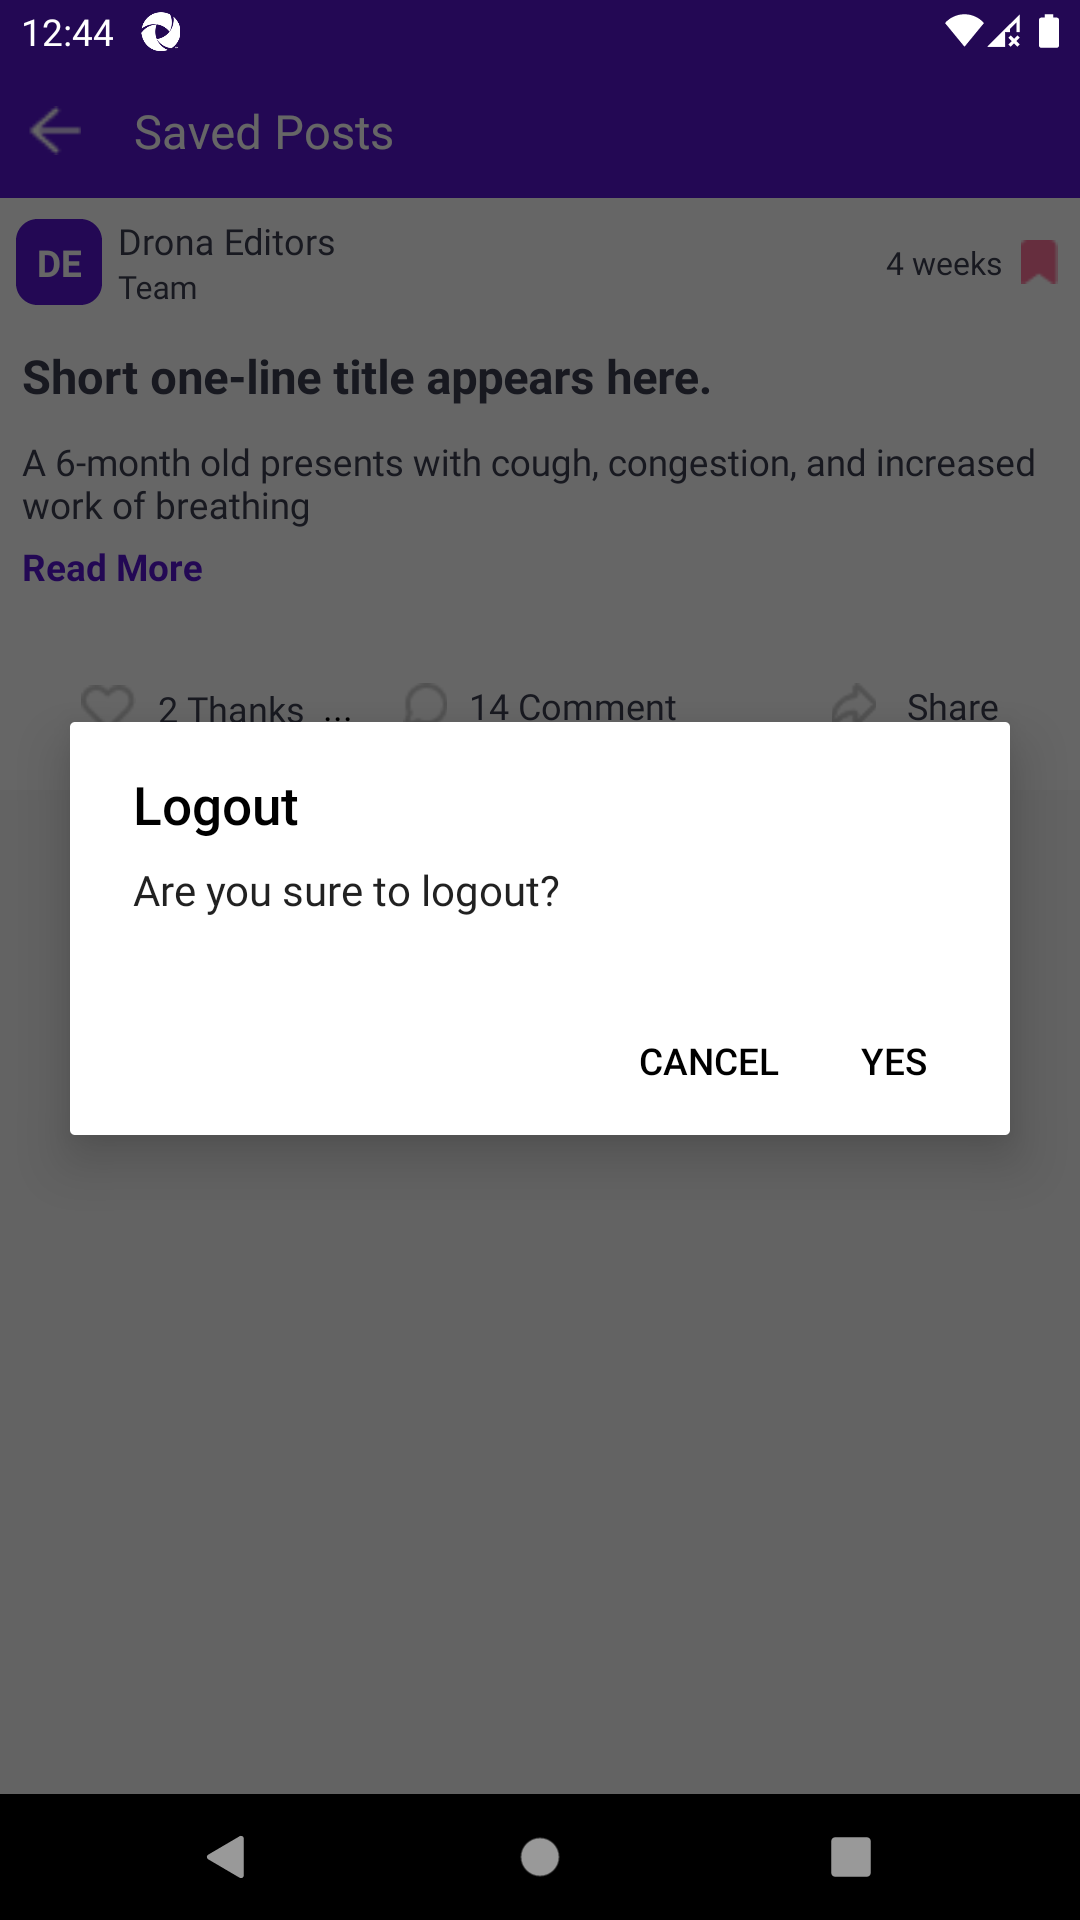 12:44
Saved Posts
DE
Drona Editors
Team
4 weeks
Short one-line title appears here.
A 6-month old presents with cough, congestion, and increased
work of breathing
Read More
2 Thanks ...
14 Comment
Share
Logout
Are you sure to logout?
CANCEL
YES